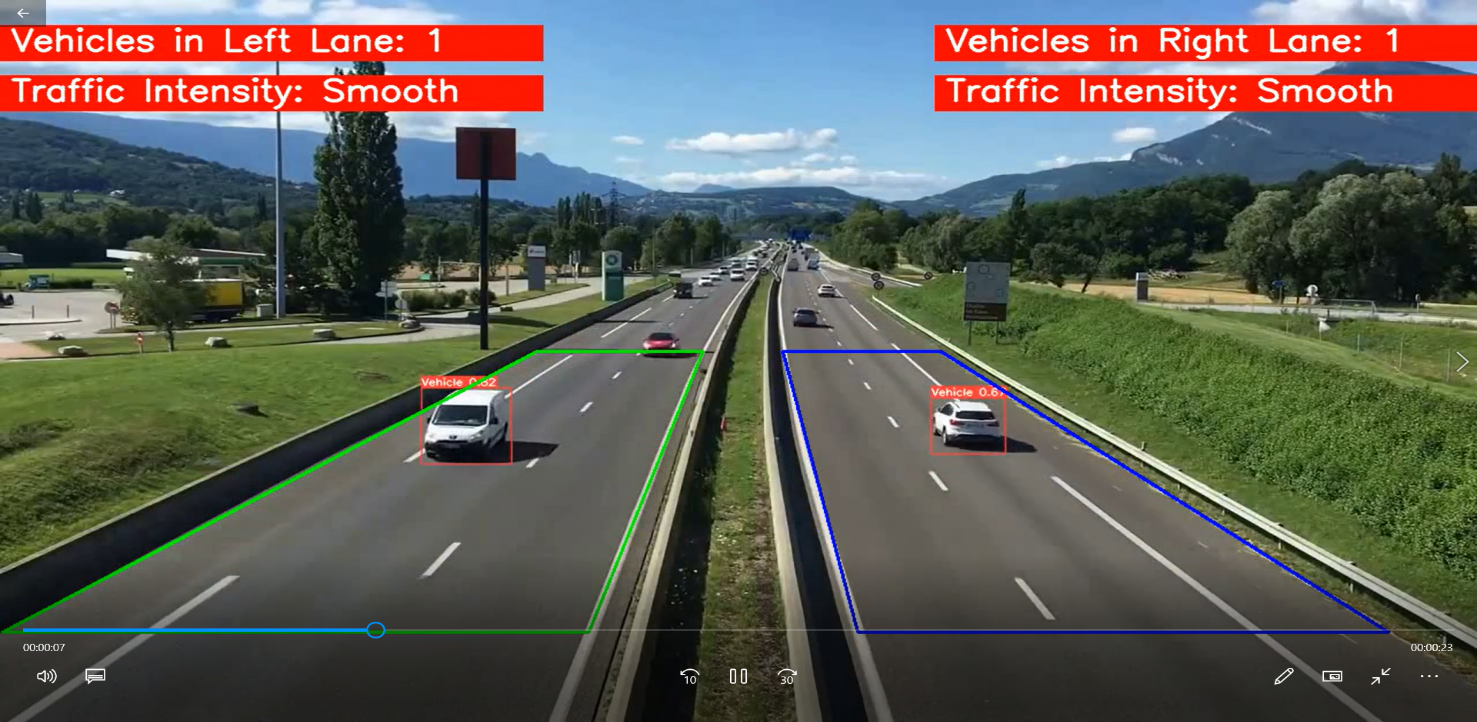 Vehicles in Left Lane: 1
Vehicles in Right Lane: 1
Traffic Intensity: Smooth
Traffic Intensity: Smooth
Vehicle 0.82
Vehicle 0.67
00:00:07
00:00:23
10
30